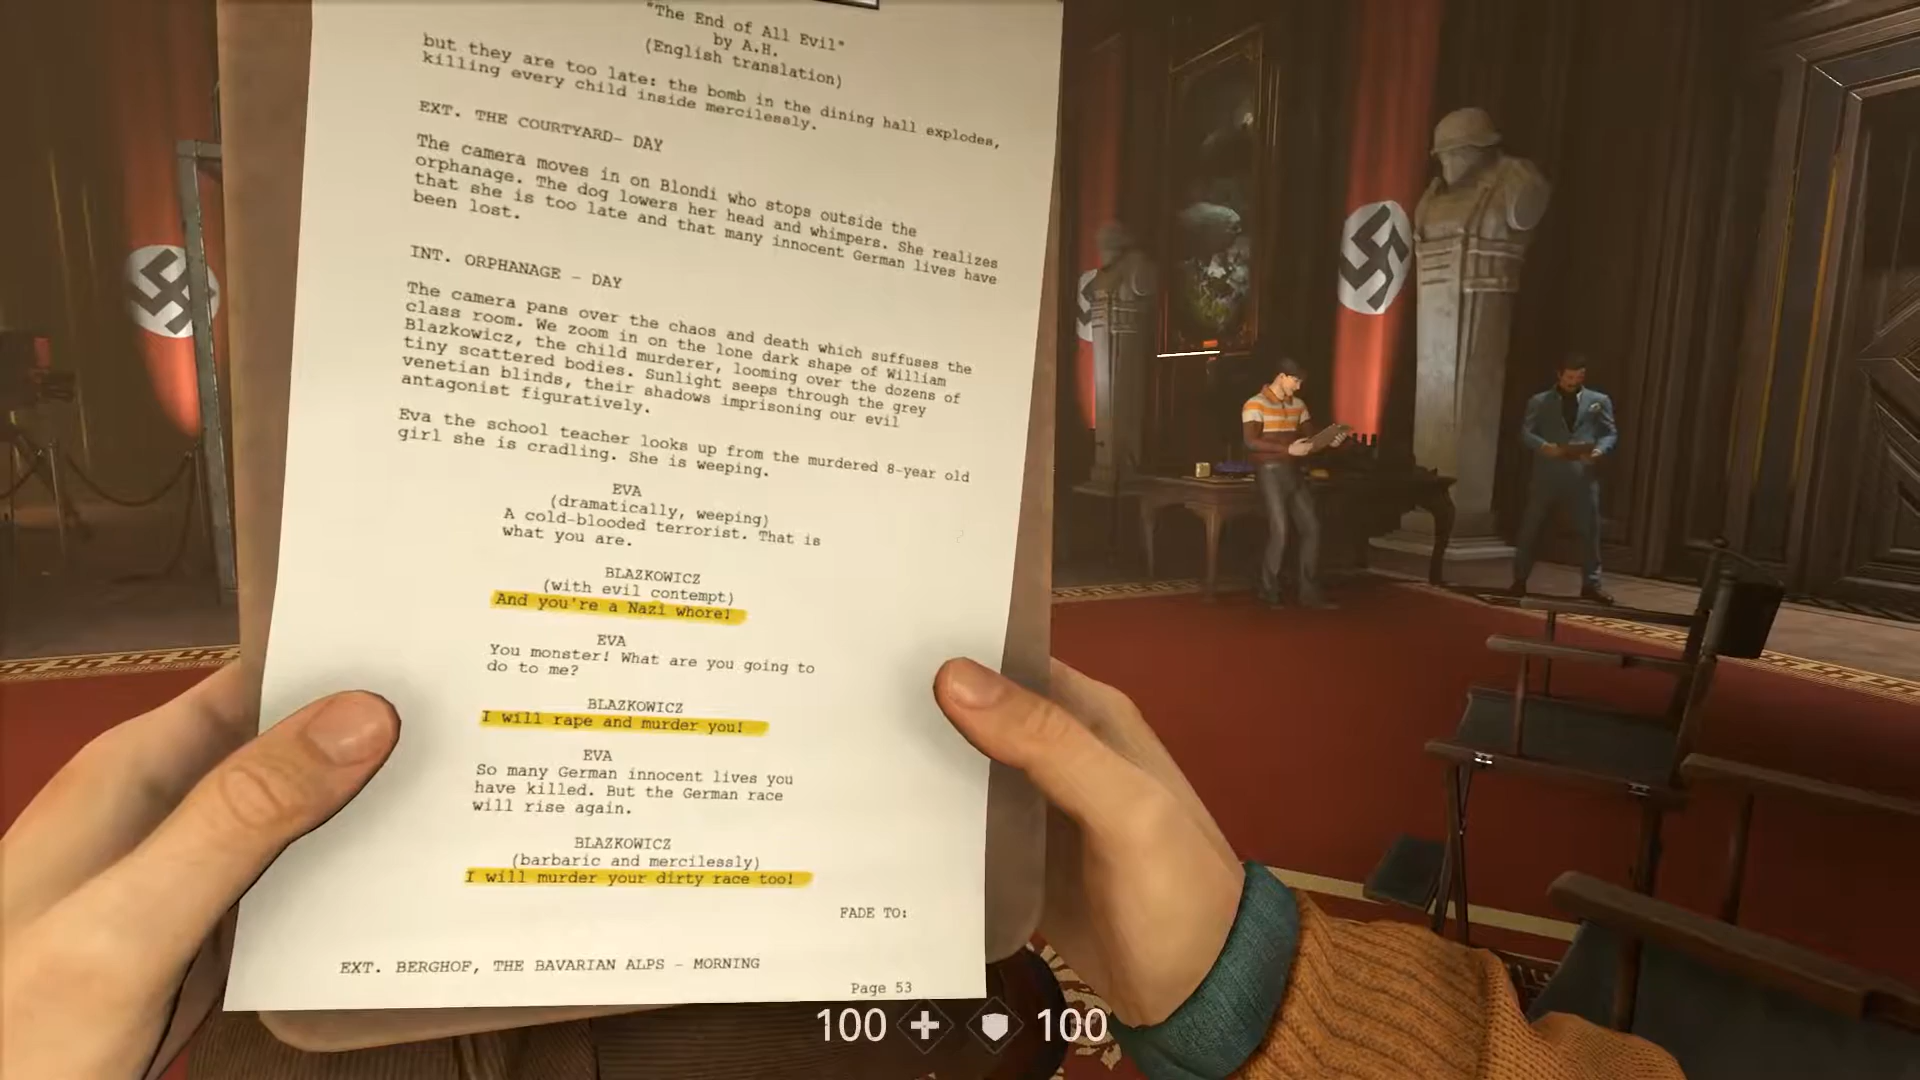 "The End of All Evil"
by A.H.
(English translation)
but they are too late: the bomb in the dining hall explodes,
killing every child inside mercilessly.
EXT. THE COURTYARD- DAY
The camera moves in on Blondi who stops outside the
orphanage. The dog lowers her head and whimpers. She realizes
that she is too late and that many innocent German lives have
been lost.
INT. ORPHANAGE - DAY
The camera pans over the chaos and death which suffuses the
class room. We zoom in on the lone dark shape of William
Blazkowicz, the child murderer, looming over the dozens of
tiny scattered bodies. Sunlight seeps through the grey
venetian blinds, their shadows imprisoning our evil
antagonist figuratively.
Eva the school teacher looks up from the murdered 8-year old
girl she is cradling. She is weeping.
EVA
(dramatically, weeping)
A cold-blooded terrorist. That is
what you are.
BLAZKOWICZ
(with evil contempt)
And you're a Nazi whore!
EVA
You monster! What are you going to
do to me?
BLAZKOWICZ
I will rape and murder you!
EVA
So many German innocent lives you
have killed. But the German race
will rise again.
BLAZKOWICZ
(barbaric and mercilessly)
I will murder your dirty race too!
FADE TO:
EXT. BERGHOF, THE BAVARIAN ALPS - MORNING
Page 53
100 100